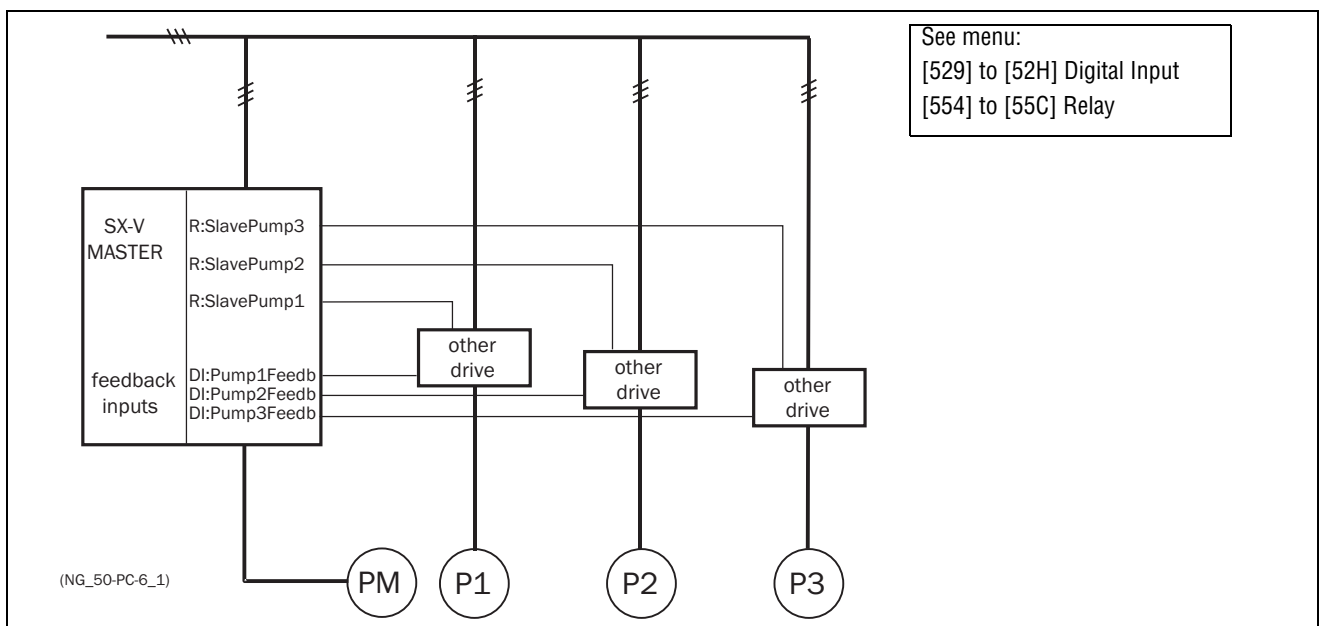 See menu:
[529] to [52H] Digital Input
[554] to [55C] Relay
SX-V
MASTER
R:SlavePump3
R:SlavePump2
R:SlavePump1
feedback
inputs
DI:Pump1Feedb
DI:Pump2Feedb
DI:Pump3Feedb
other
drive
other
drive
other
drive
(NG_50-PC-6_1)
PM
P1
P2
P3